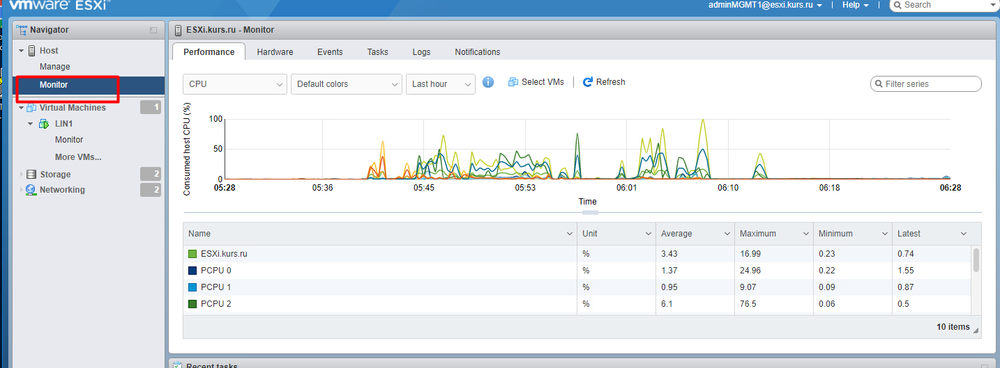 vmware ESXi
adminMGMT1@esxi.kurs.ru
Help
Search
Navigator
Host
Manage
Monitor
Virtual Machines 1
LIN1
Monitor
More VMs...
Storage 2
Networking 2
ESXi.kurs.ru - Monitor
Performance Hardware Events Tasks Logs Notifications
CPU Default colors Last hour Select VMs Refresh Filter series
Consumed host CPU (%)
100
50
0
05:28 05:36 05:45 05:53 06:01 06:10 06:18 06:28
Time
Name Unit Average Maximum Minimum Latest
ESXi.kurs.ru % 3.43 16.99 0.23 0.74
PCPU 0 % 1.37 24.96 0.22 1.55
PCPU 1 % 0.95 9.07 0.09 0.87
PCPU 2 % 6.1 76.5 0.06 0.5
10 items
Recent tasks